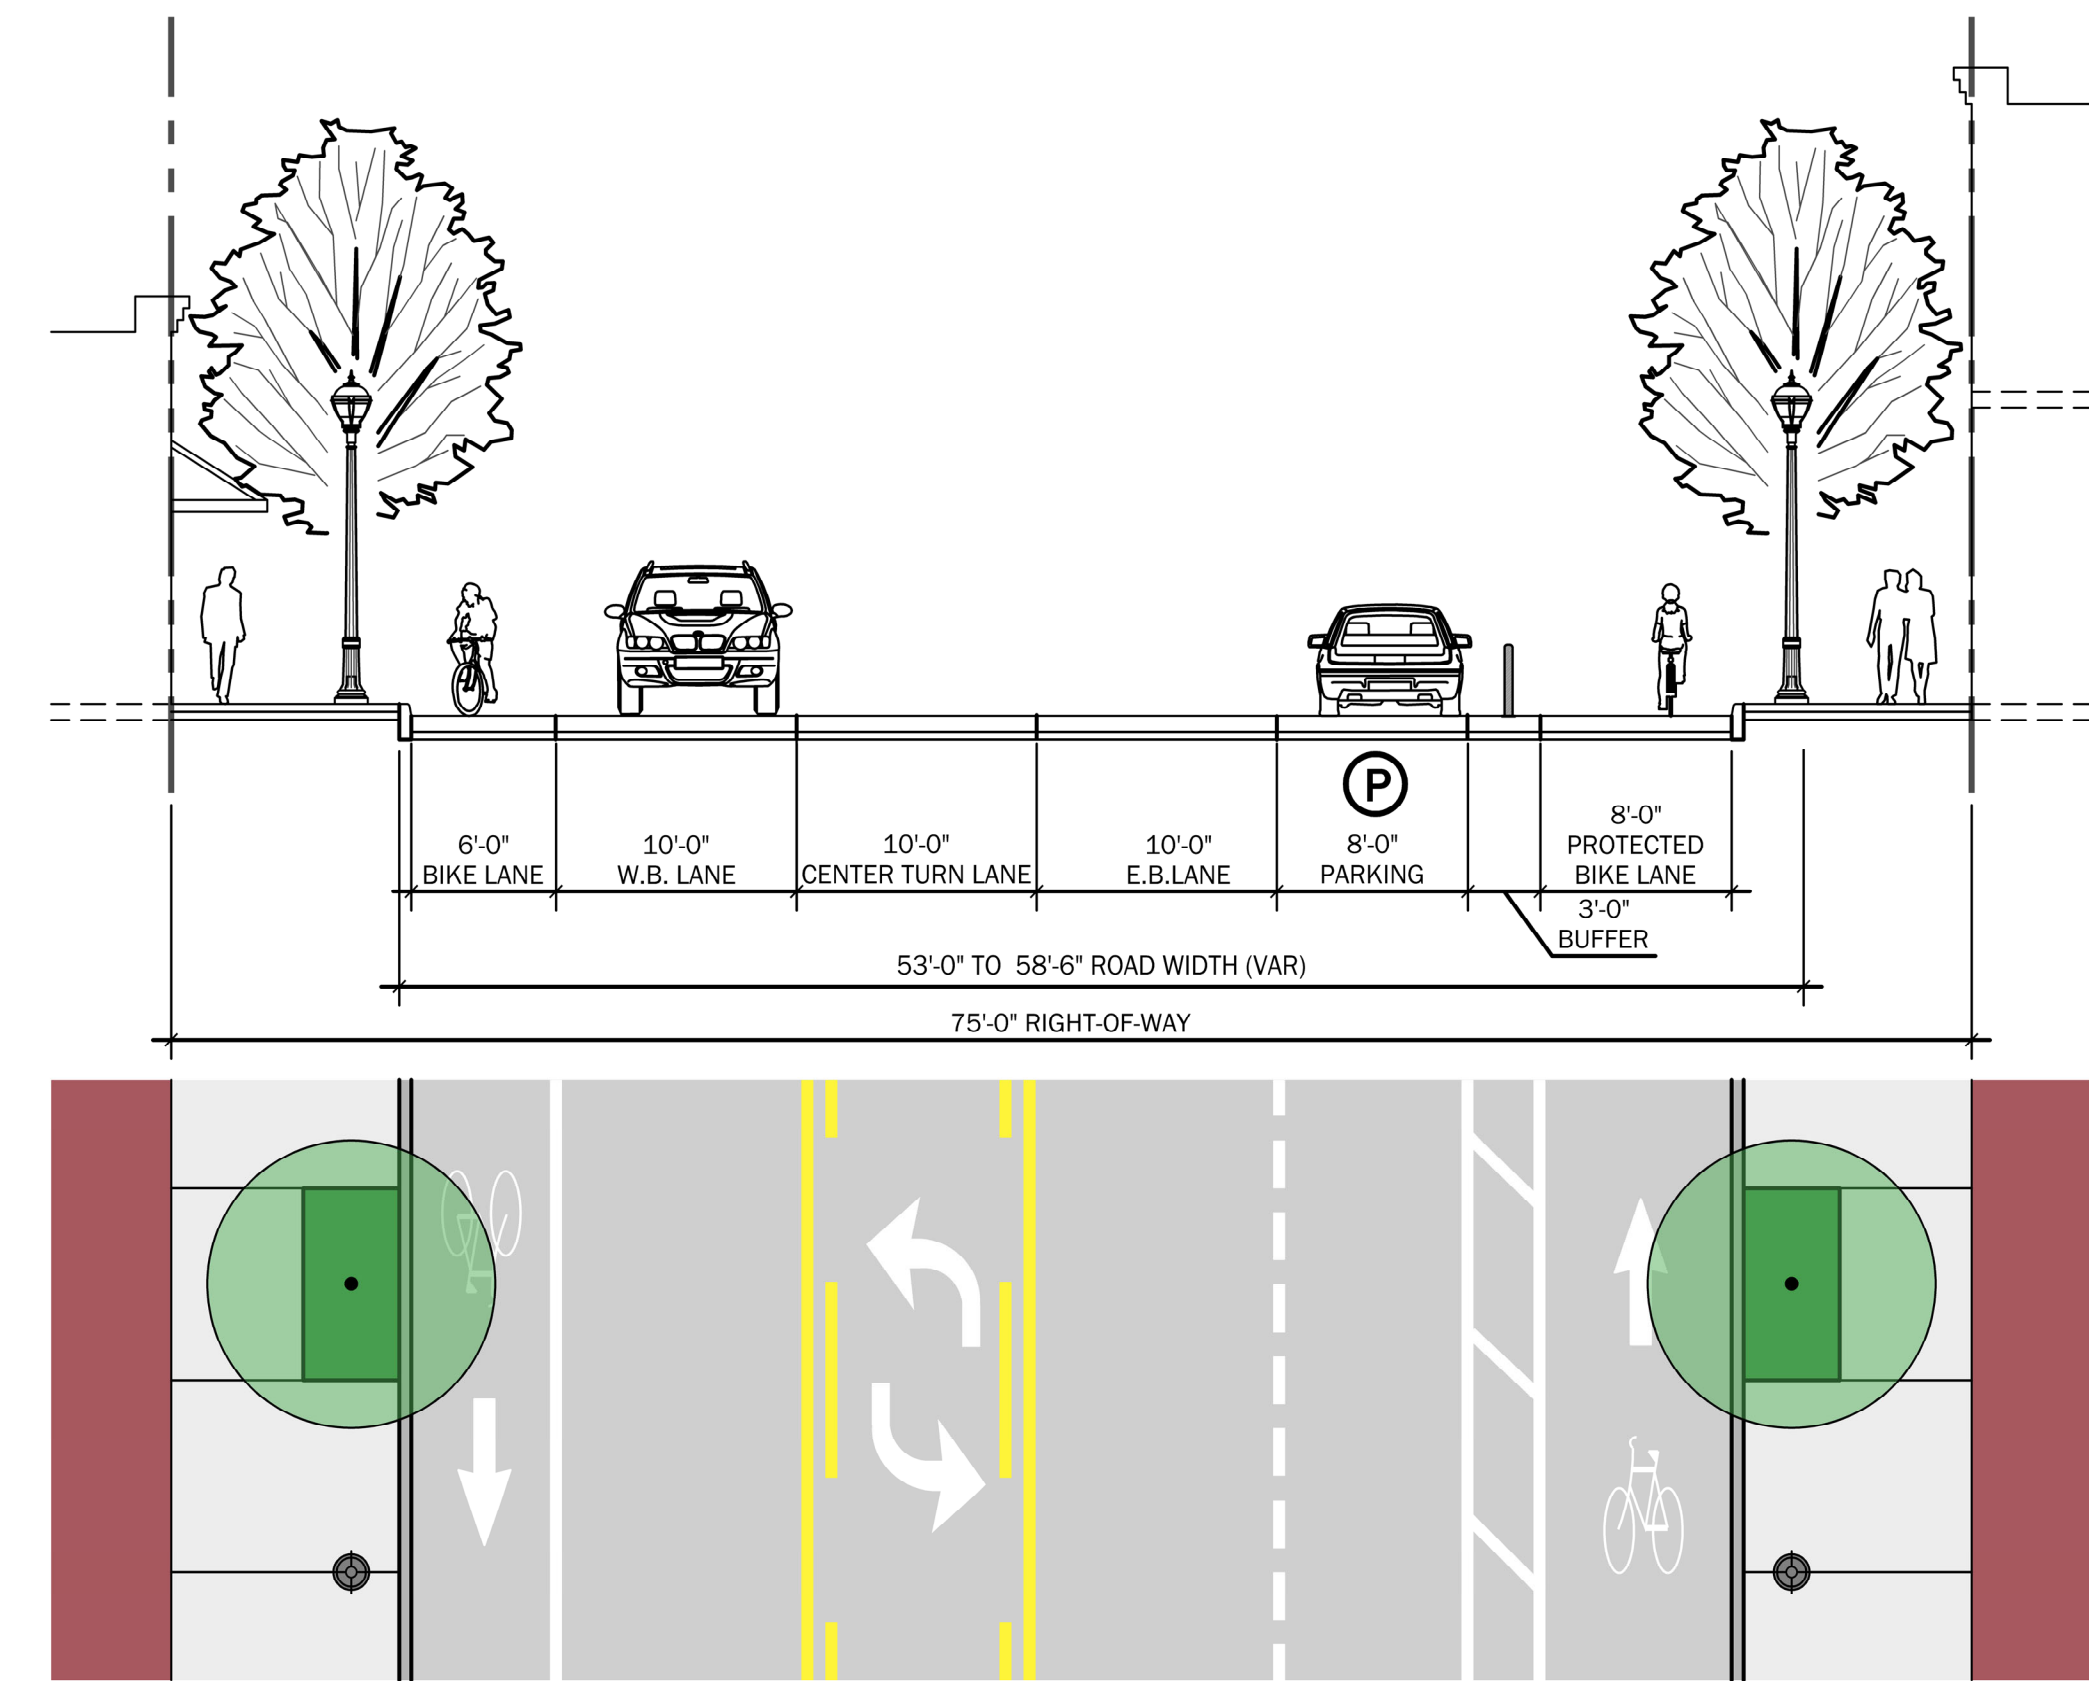 P
6'-0"
BIKE LANE
10'-0"
W.B. LANE
10'-0"
CENTER TURN LANE
10'-0"
E.B.LANE
8'-0"
PARKING
8'-0"
PROTECTED
BIKE LANE
3'-0"
BUFFER
53'-0" TO 58'-6" ROAD WIDTH (VAR)
75'-0" RIGHT-OF-WAY